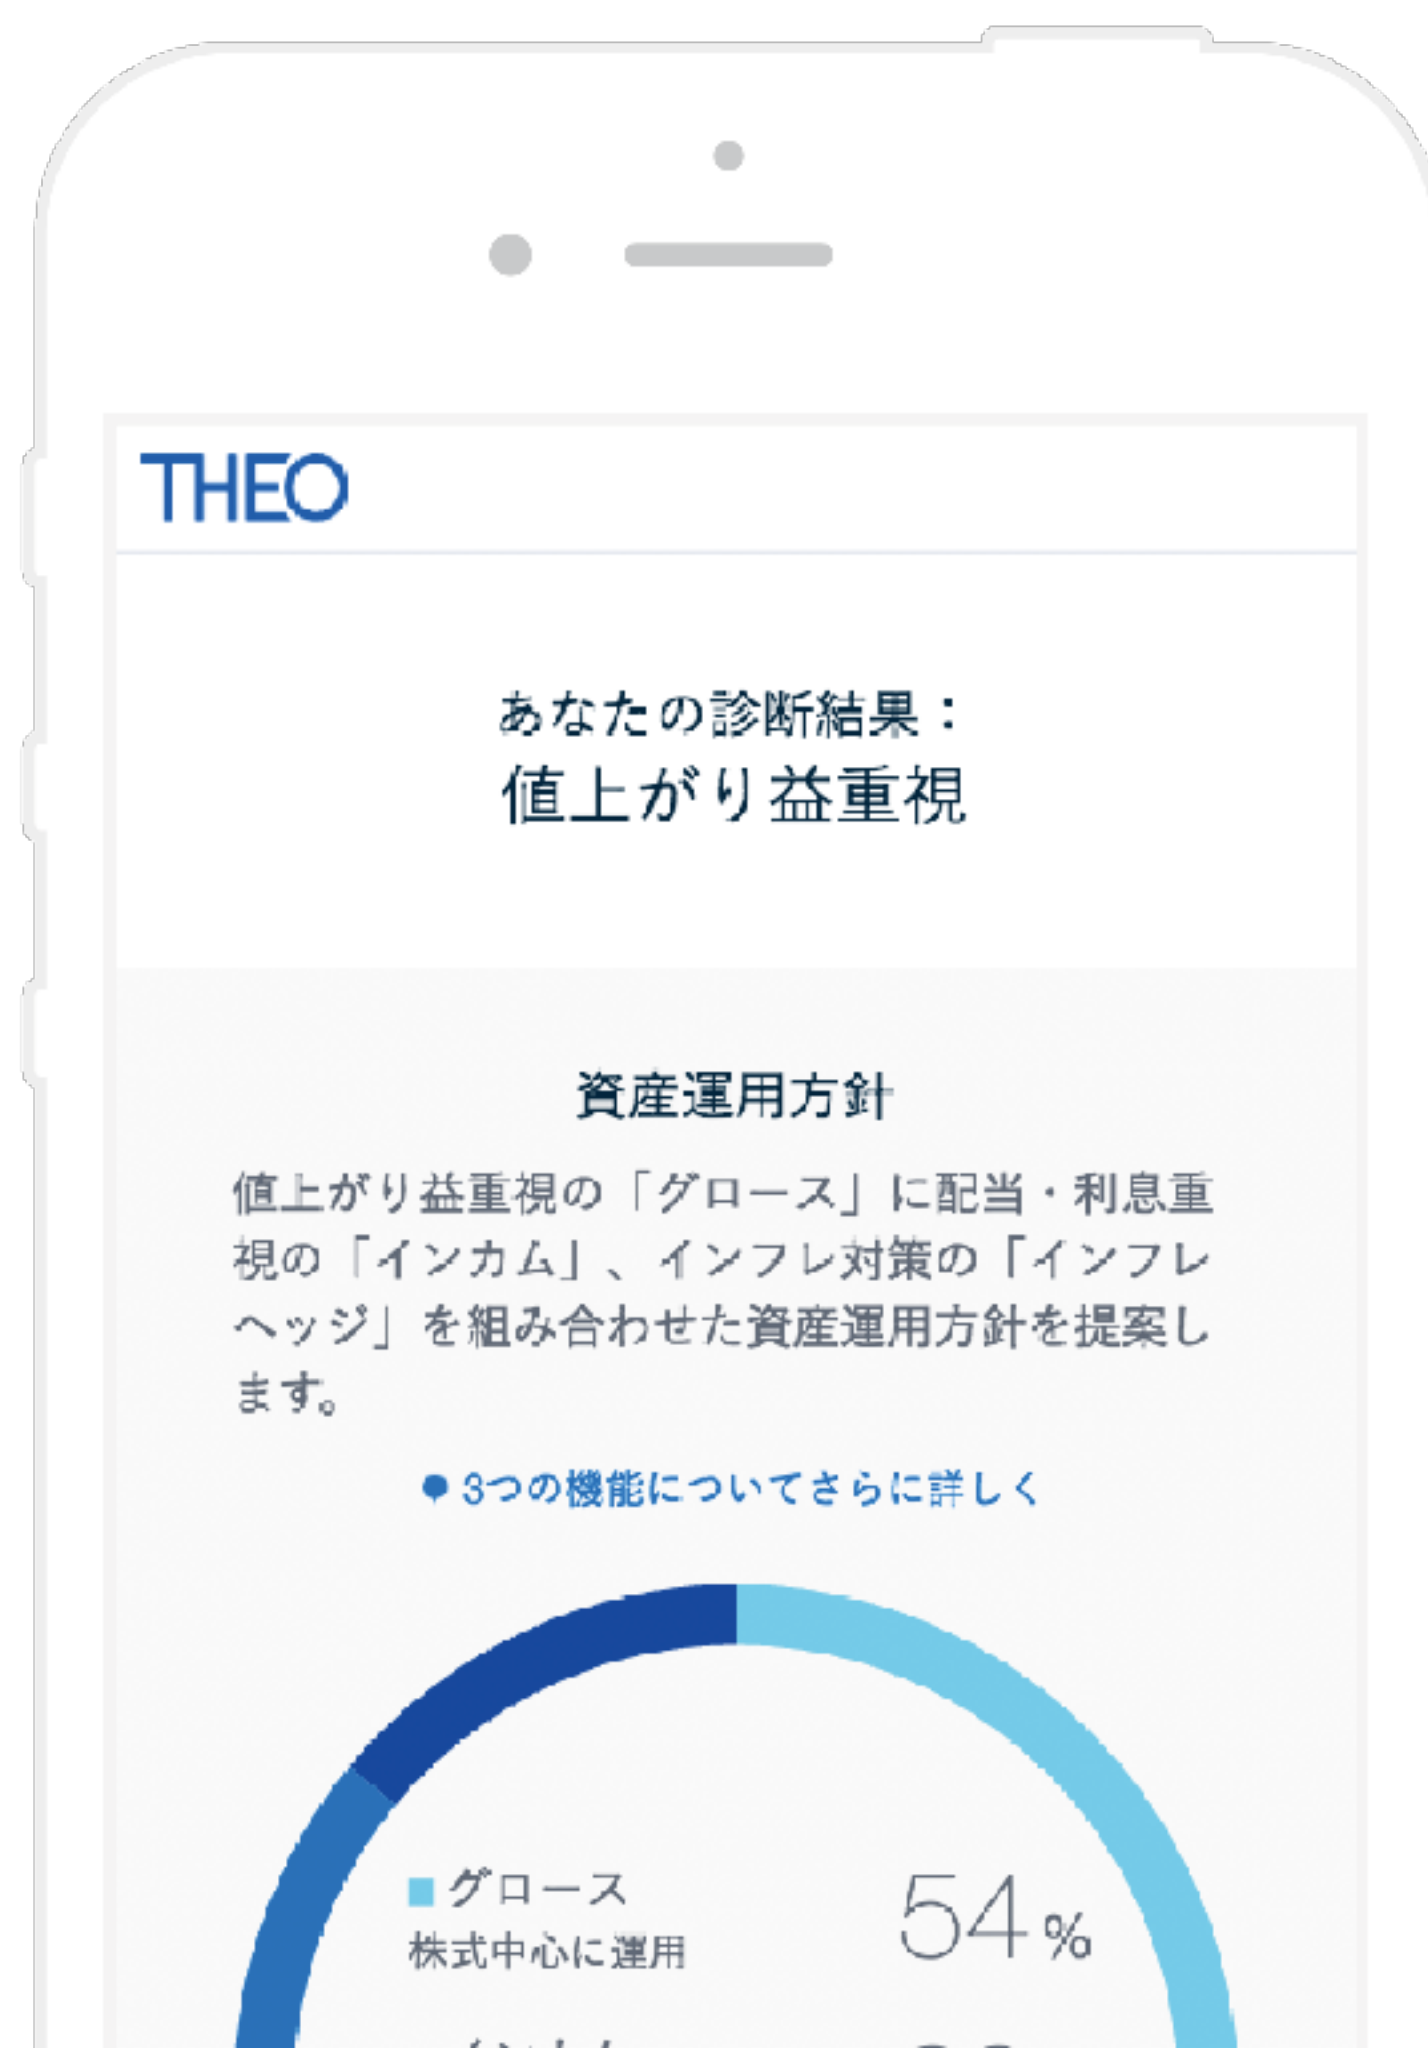 THEO
あなたの診断結果：
値上がり益重視
資産運用方針
値上がり益重視の「グロース」に配当・利息重
視の「インカム」、インフレ対策の「インフレ
ヘッジ」を組み合わせた資産運用方針を提案し
ます。
3つの機能についてさらに詳しく
グロース 54%
株式中心に運用